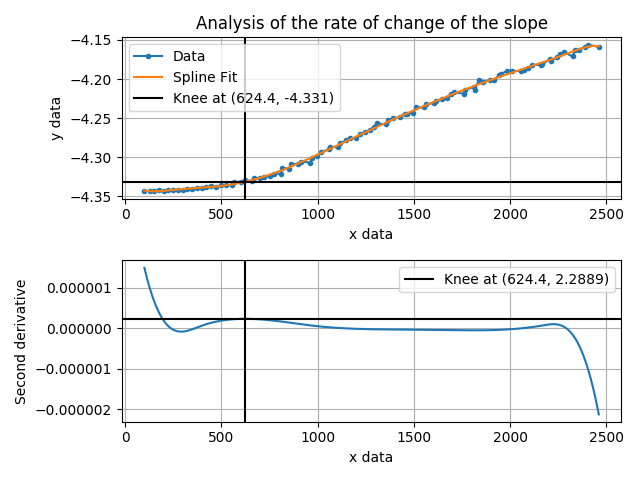 Analysis of the rate of change of the slope
−4.15
−4.20
−4.25
−4.30
−4.35
y data
Data
Spline Fit
Knee at (624.4, -4.331)
0
500
1000
1500
2000
2500
x data
0.000001
0.000000
−0.000001
−0.000002
Second derivative
Knee at (624.4, 2.2889)
0
500
1000
1500
2000
2500
x data